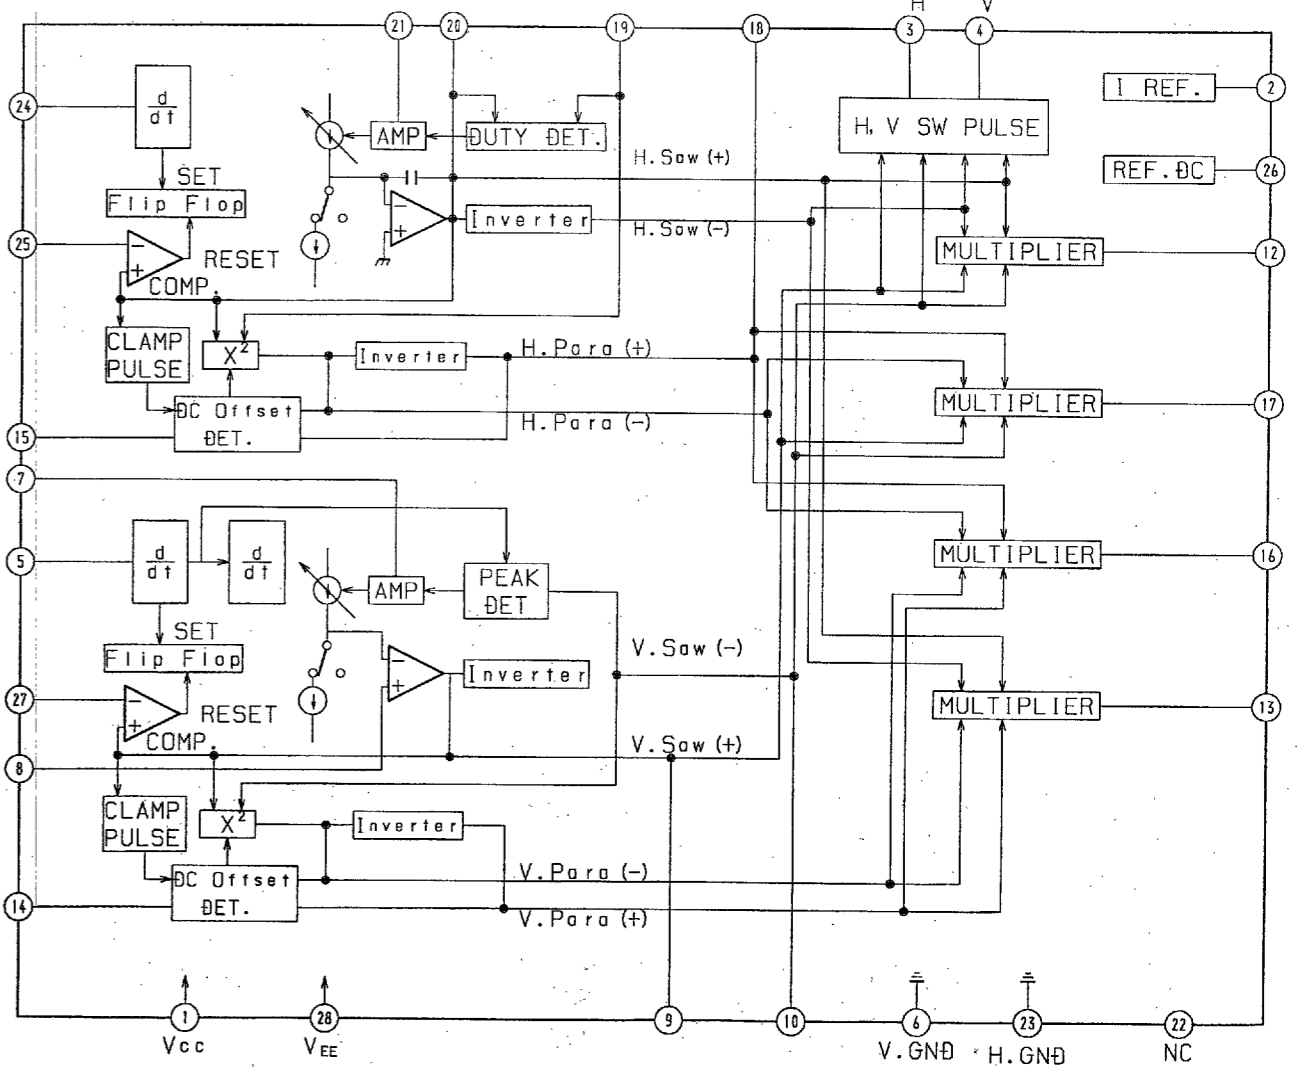 H V
21 20 19 18 3 4
24
d
dt
I REF. 2
AMP
DUTY DET.
H, V SW PULSE
SET
H.Saw (+)
REF.DC 26
Flip Flop
−
+
Inverter
H.Saw (−)
25
−
+
RESET
COMP.
MULTIPLIER 12
CLAMP
PULSE
X²
Inverter
H.Para (+)
DC Offset
DET.
H.Para (−)
MULTIPLIER 17
15
7
5
d
dt
d
dt
AMP
PEAK
DET
MULTIPLIER 16
SET
Flip Flop
V.Saw (−)
−
+
Inverter
27
−
+
RESET
COMP.
MULTIPLIER 13
V.Saw (+)
8
CLAMP
PULSE
X²
Inverter
DC Offset
DET.
V.Para (−)
14
V.Para (+)
1 28 9 10 6 23 22
Vcc VEE V.GND H.GND NC